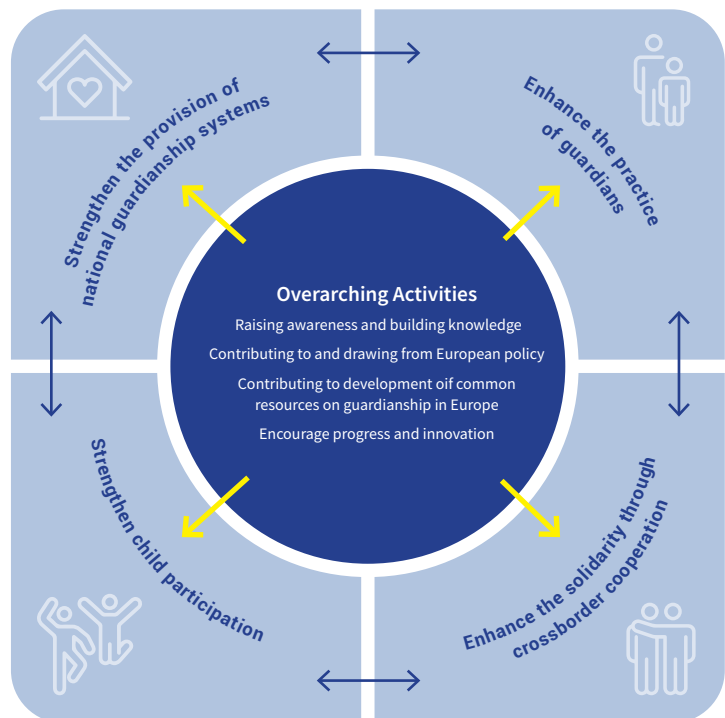 Strengthen the provision of
national guardianship systems
Enhance the practice
of guardians
Overarching Activities
Raising awareness and building knowledge
Contributing to and drawing from European policy
Contributing to development oif common
resources on guardianship in Europe
Encourage progress and innovation
Strengthen child participation
Enhance the solidarity through
crossborder cooperation